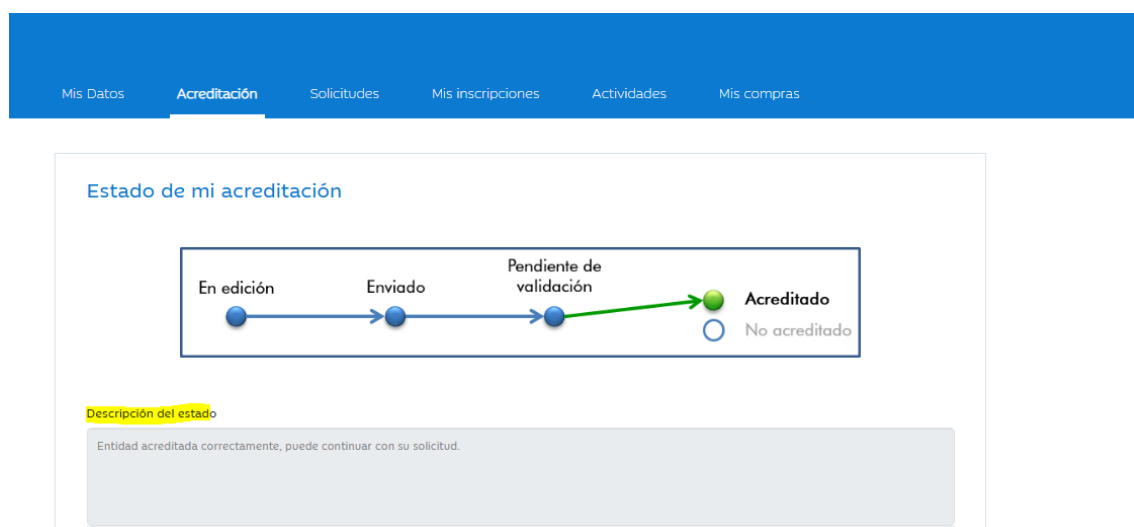 Mis Datos Acreditación Solicitudes Mis inscripciones Actividades Mis compras
Estado de mi acreditación
En edición
Enviado
Pendiente de
validación
Acreditado
No acreditado
Descripción del estado
Entidad acreditada correctamente, puede continuar con su solicitud.